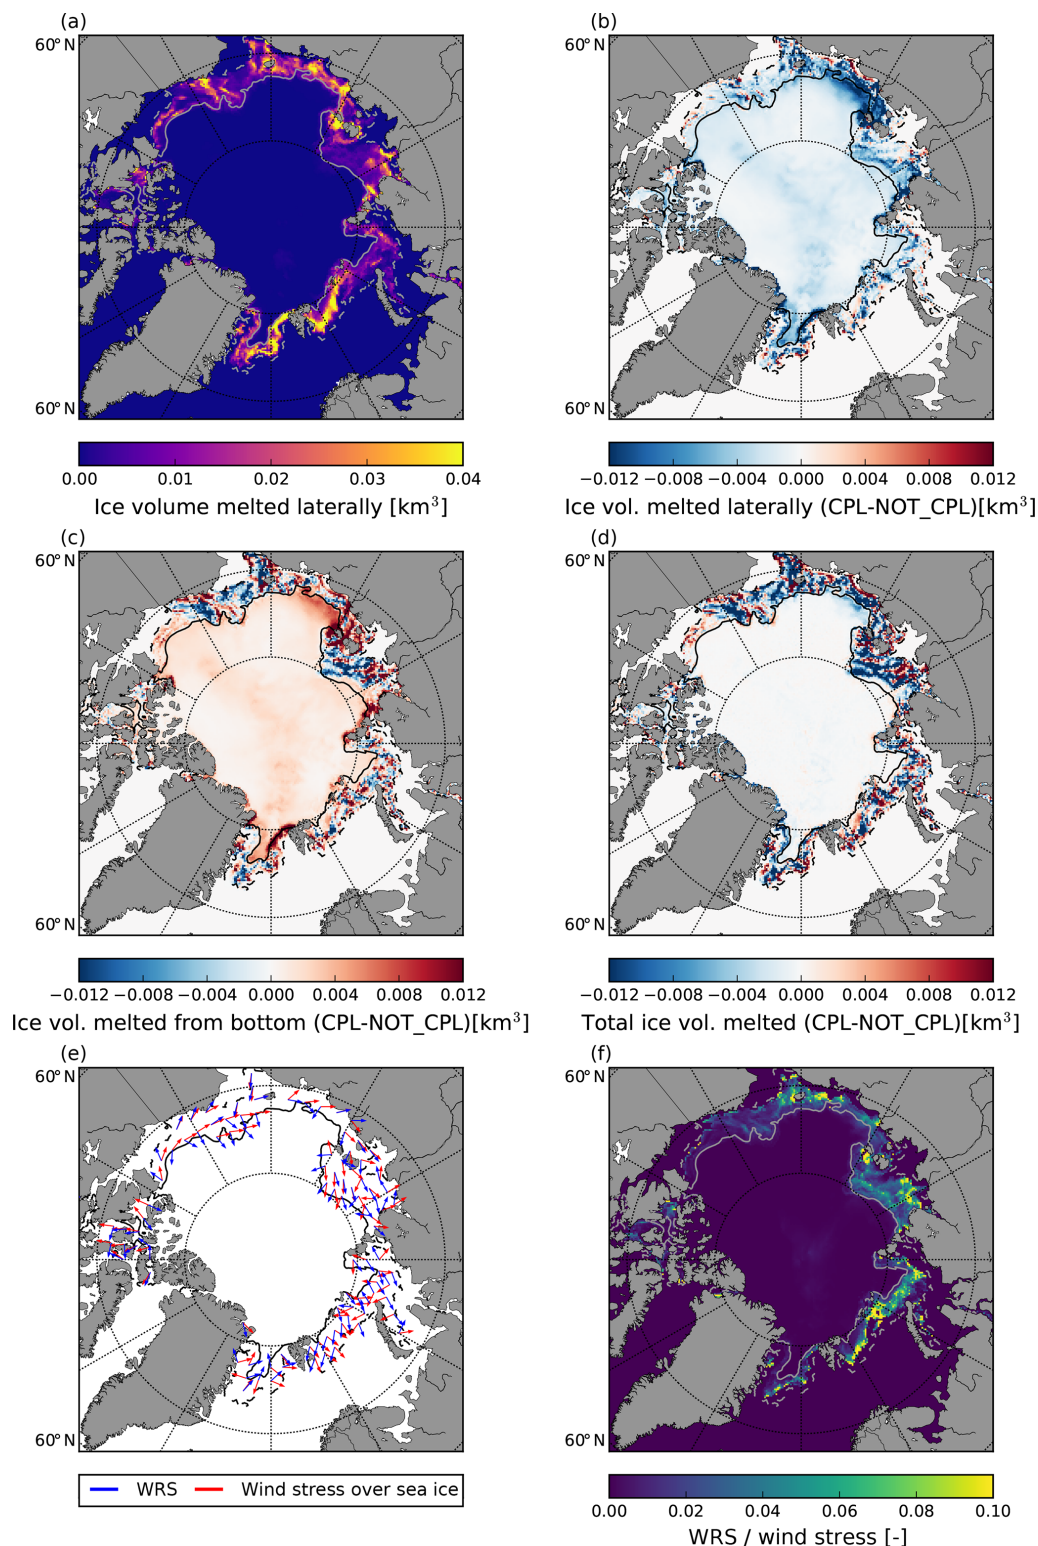 (a)
(b)
60° N
60° N
60° N
60° N
0.00 0.01 0.02 0.03 0.04
−0.012 −0.008 −0.004 0.000 0.004 0.008 0.012
Ice volume melted laterally [km³]
Ice vol. melted laterally (CPL-NOT_CPL)[km³]
(c)
(d)
60° N
60° N
60° N
60° N
−0.012 −0.008 −0.004 0.000 0.004 0.008 0.012
−0.012 −0.008 −0.004 0.000 0.004 0.008 0.012
Ice vol. melted from bottom (CPL-NOT_CPL)[km³]
Total ice vol. melted (CPL-NOT_CPL)[km³]
(e)
(f)
60° N
60° N
60° N
60° N
WRS Wind stress over sea ice
0.00 0.02 0.04 0.06 0.08 0.10
WRS / wind stress [-]